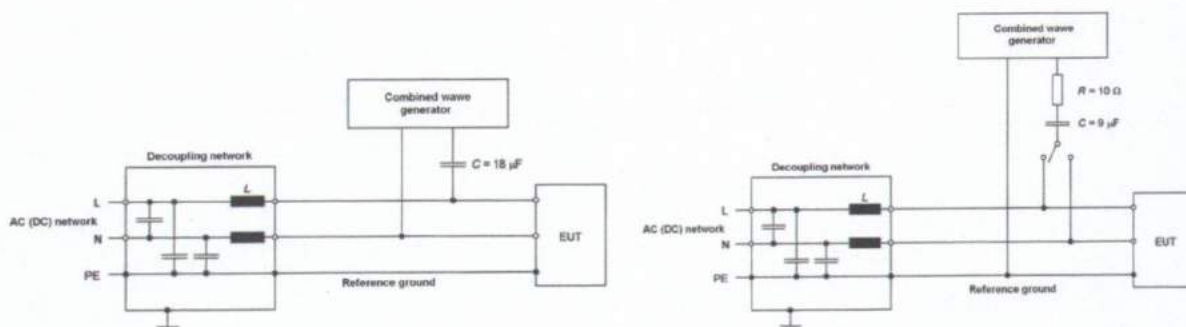 Combined wawe
generator
C = 18 µF
Decoupling network
L
L
AC (DC) network
N
PE
EUT
Reference ground
Combined wawe
generator
R = 10 Ω
C = 9 µF
Decoupling network
L
L
AC (DC) network
N
PE
EUT
Reference ground